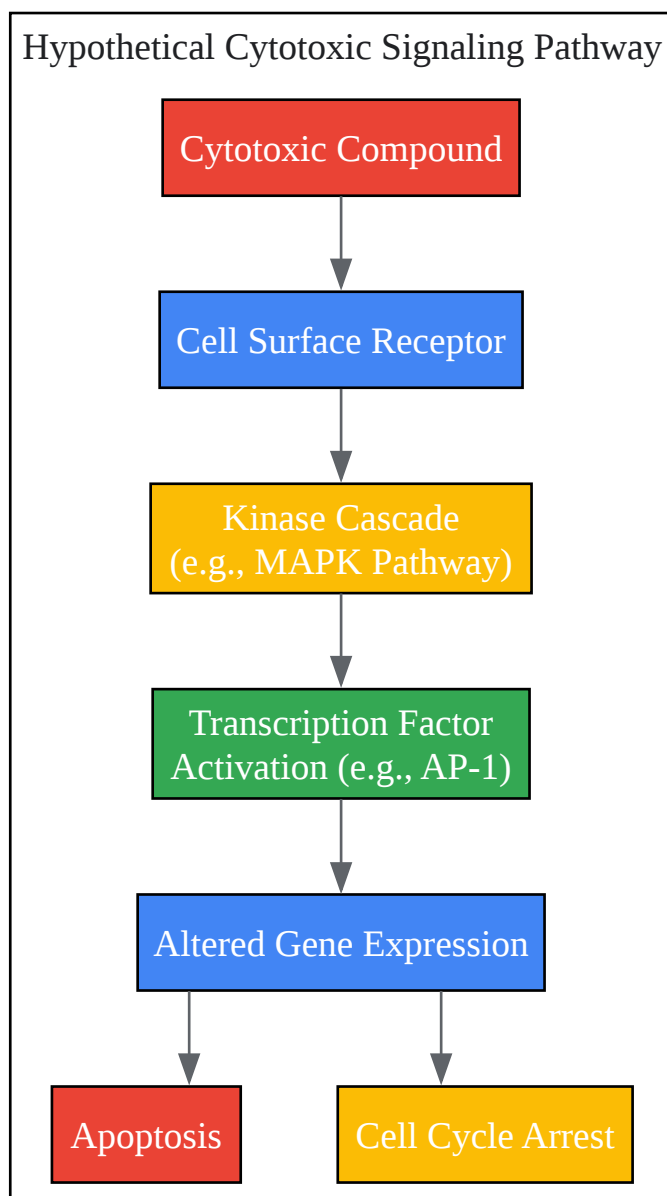 Hypothetical Cytotoxic Signaling Pathway
Cytotoxic Compound
Cell Surface Receptor
Kinase Cascade
(e.g., MAPK Pathway)
Transcription Factor
Activation (e.g., AP-1)
Altered Gene Expression
Apoptosis
Cell Cycle Arrest